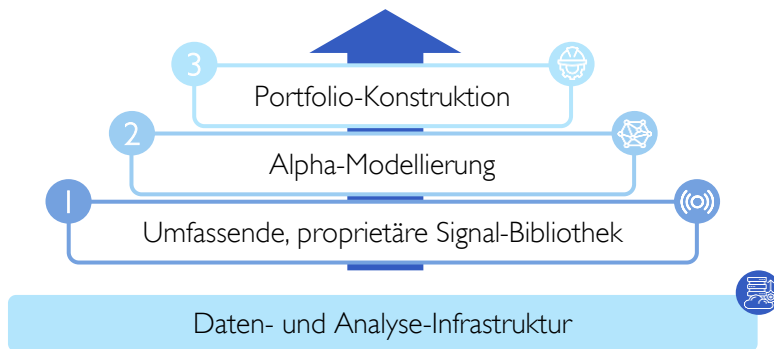 3
Portfolio-Konstruktion
2
Alpha-Modellierung
1
Umfassende, proprietäre Signal-Bibliothek
Daten- und Analyse-Infrastruktur